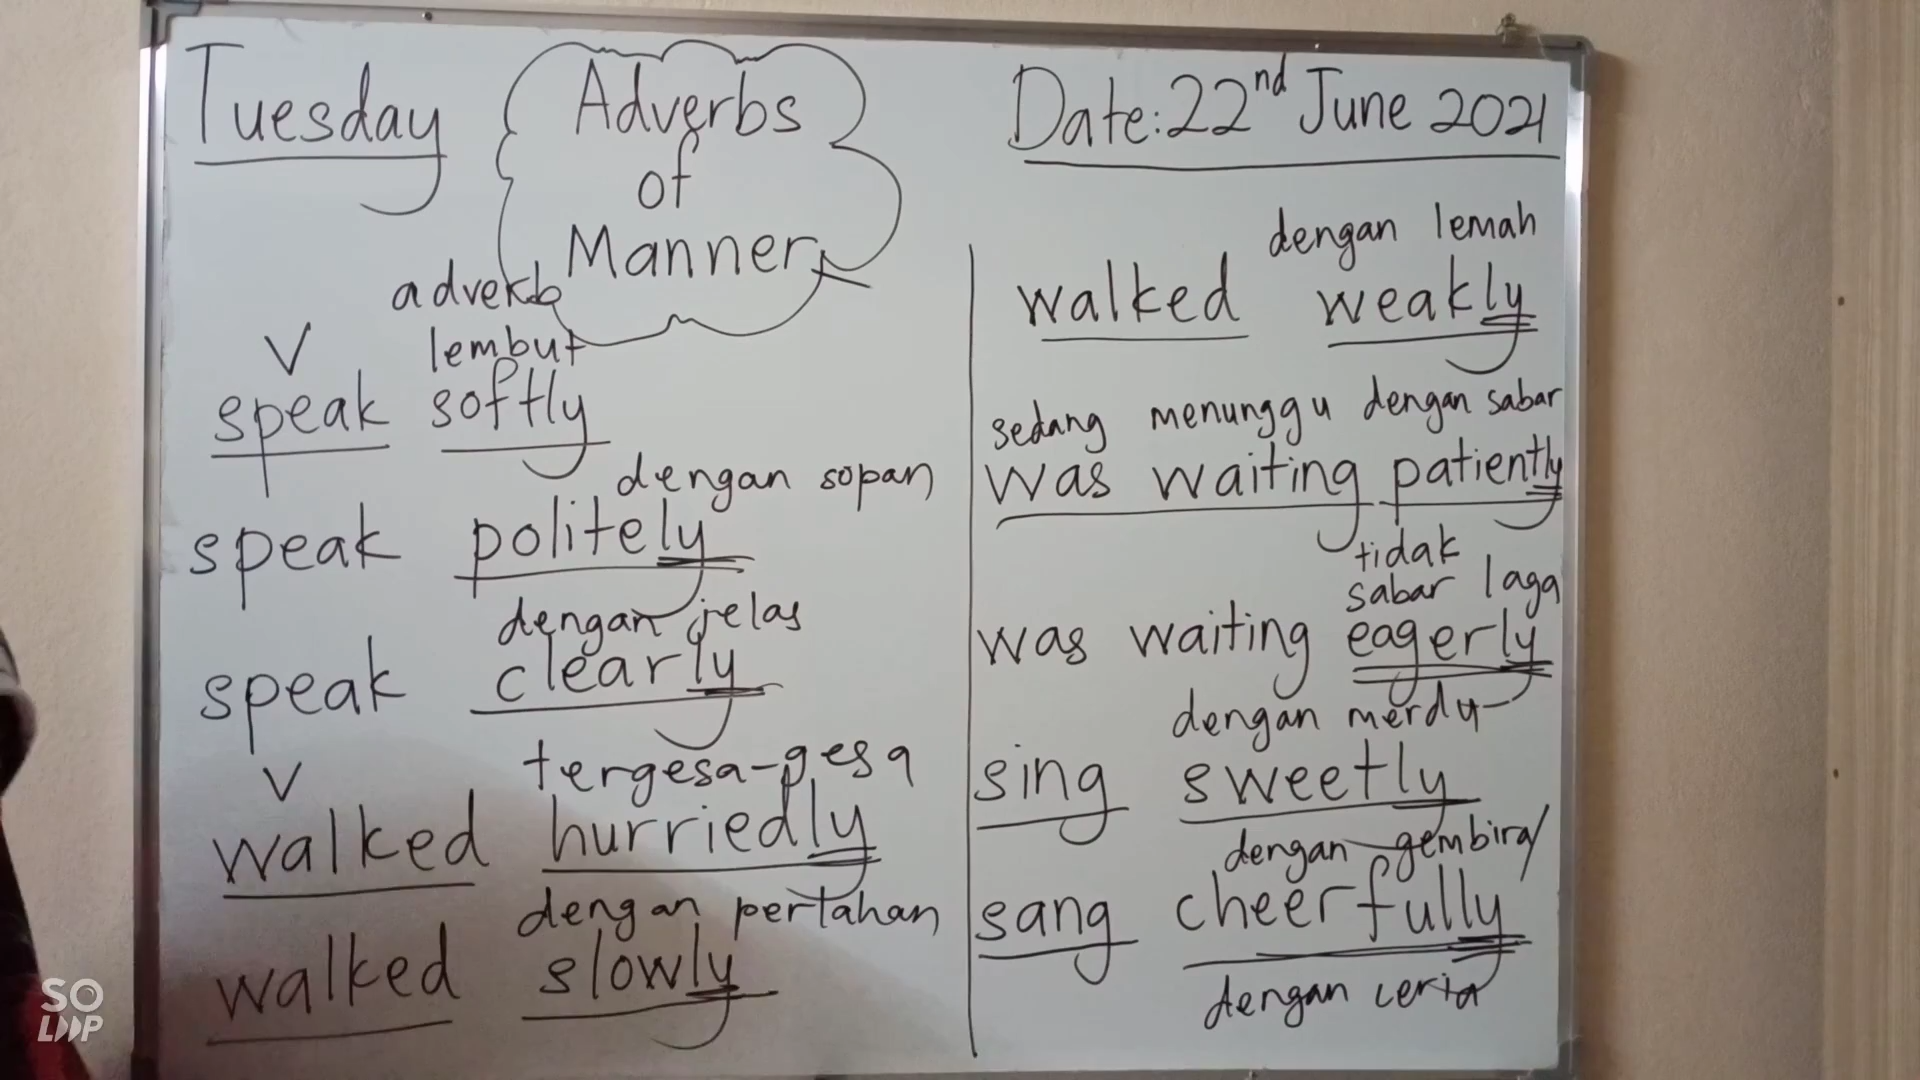 Tuesday
Adverbs
of
Manner
Date: 22nd June 2021
adverb
V
lembut
speak softly
dengan sopan
speak politely
dengan jelas
speak clearly
V
tergesa-gesa
walked hurriedly
dengan pertahan
walked slowly
dengan lemah
walked weakly
sedang menunggu dengan sabar
was waiting patiently
tidak
sabar laga
was waiting eagerly
dengan merdu
sing sweetly
dengan gembira/
sang cheerfully
dengan ceria
SO
LOOP